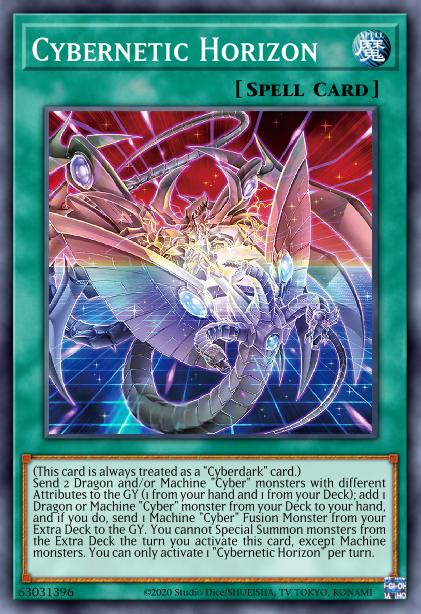 CYBERNETIC HORIZON
SPELL
魔
[SPELL CARD]
(This card is always treated as a "Cyberdark" card.)
Send 2 Dragon and/or Machine "Cyber" monsters with different
Attributes to the GY (1 from your hand and 1 from your Deck); add 1
Dragon or Machine "Cyber" monster from your Deck to your hand,
and if you do, send 1 Machine "Cyber" Fusion Monster from your
Extra Deck to the GY. You cannot Special Summon monsters from
the Extra Deck the turn you activate this card, except Machine
monsters. You can only activate 1 "Cybernetic Horizon" per turn.
63031396
©2020 Studio Dice/SHUEISHA, TV TOKYO, KONAMI